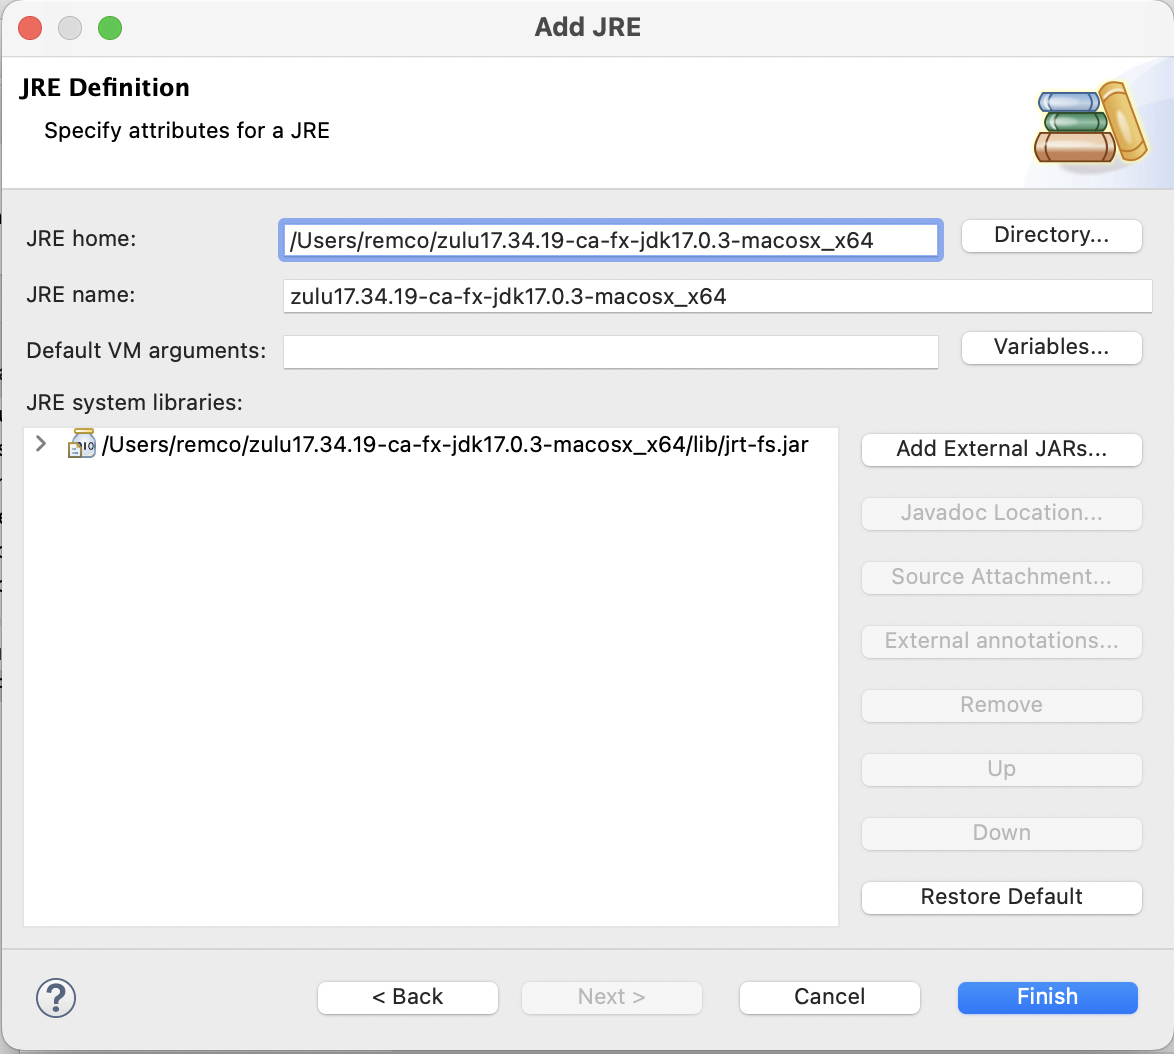 Add JRE
JRE Definition
Specify attributes for a JRE
JRE home: /Users/remco/zulu17.34.19-ca-fx-jdk17.0.3-macosx_x64 Directory...
JRE name: zulu17.34.19-ca-fx-jdk17.0.3-macosx_x64
Default VM arguments: Variables...
JRE system libraries:
/Users/remco/zulu17.34.19-ca-fx-jdk17.0.3-macosx_x64/lib/jrt-fs.jar
Add External JARs...
Javadoc Location...
Source Attachment...
External annotations...
Remove
Up
Down
Restore Default
? < Back Next > Cancel Finish